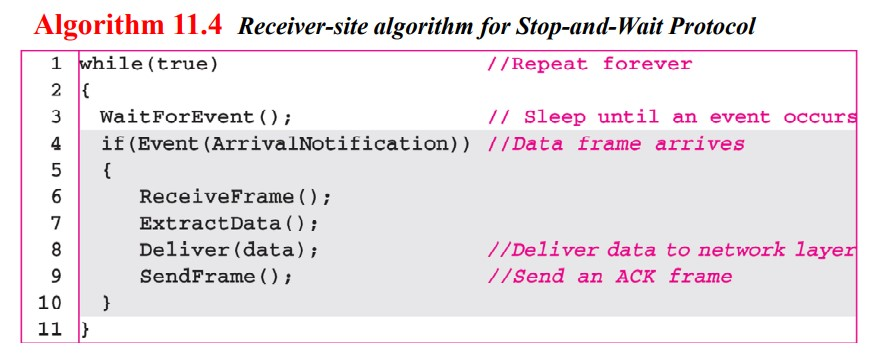 Algorithm 11.4 Receiver-site algorithm for Stop-and-Wait Protocol
1 while(true) //Repeat forever
2 {
3 WaitForEvent(); // Sleep until an event occurs
4 if(Event(ArrivalNotification)) //Data frame arrives
5 {
6 ReceiveFrame();
7 ExtractData();
8 Deliver(data); //Deliver data to network layer
9 SendFrame(); //Send an ACK frame
10 }
11 }